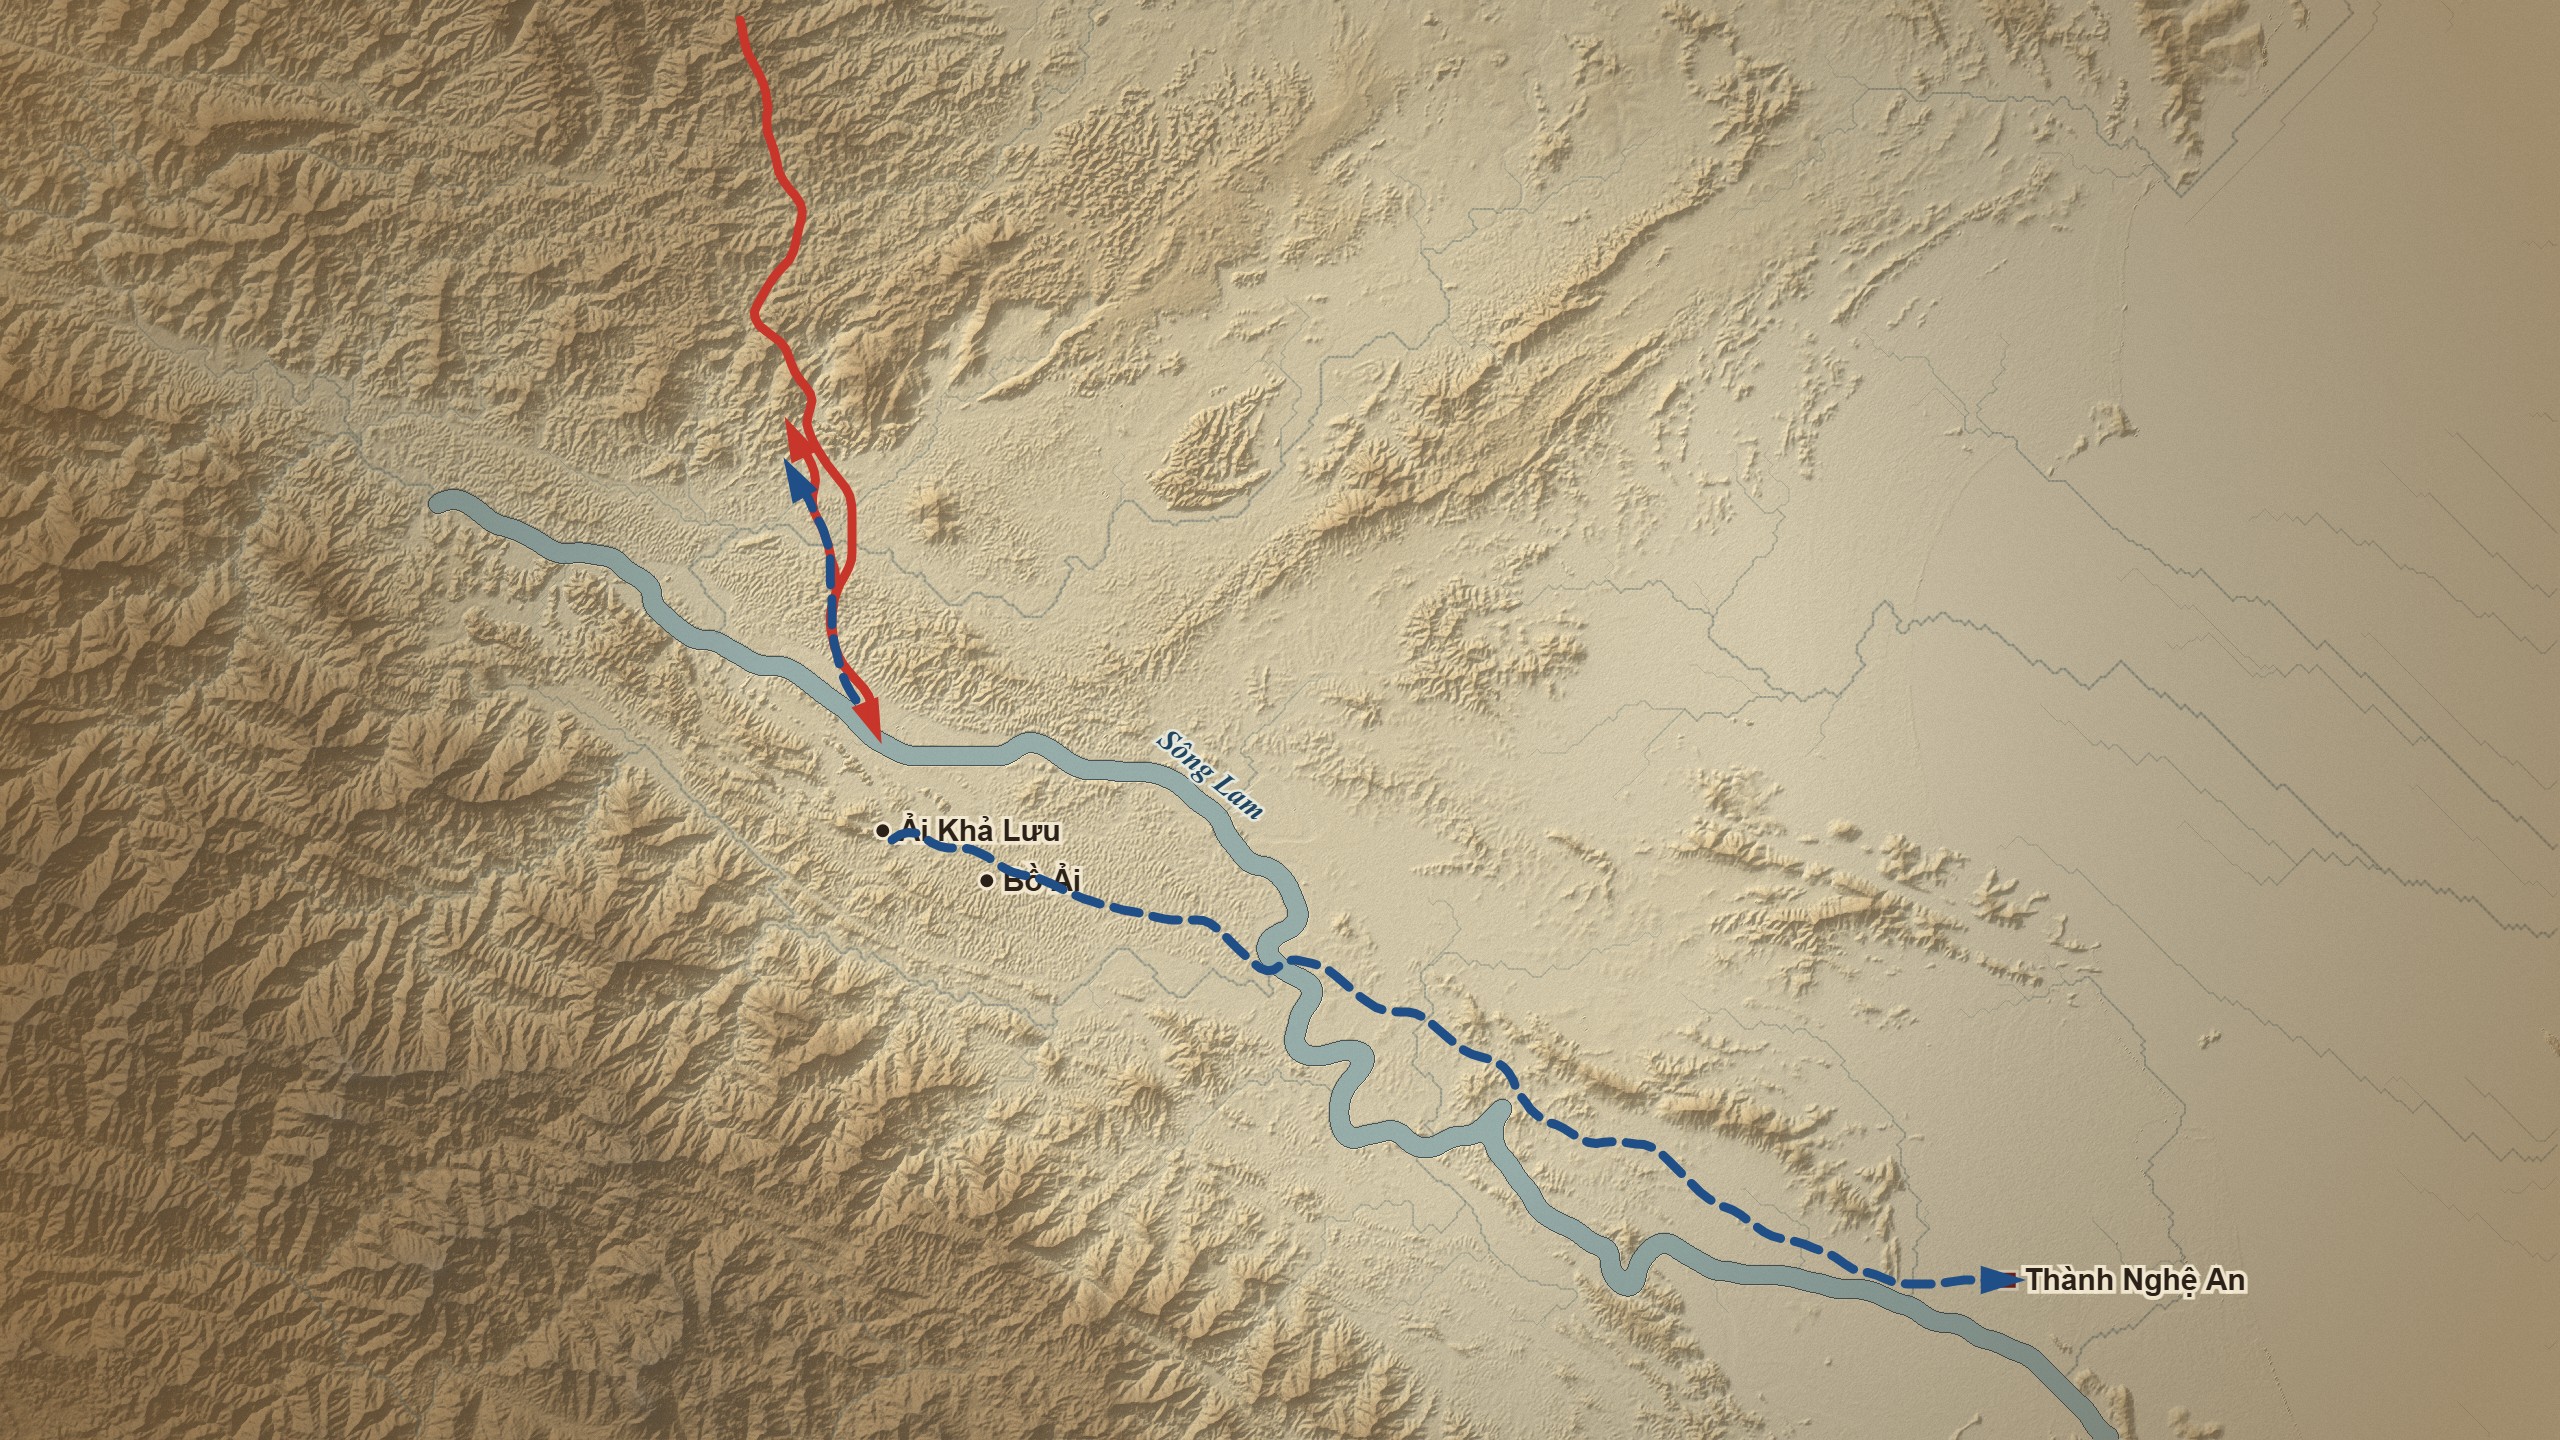 Sông Lam
Ải Khả Lưu
Bồ Ải
Thành Nghệ An